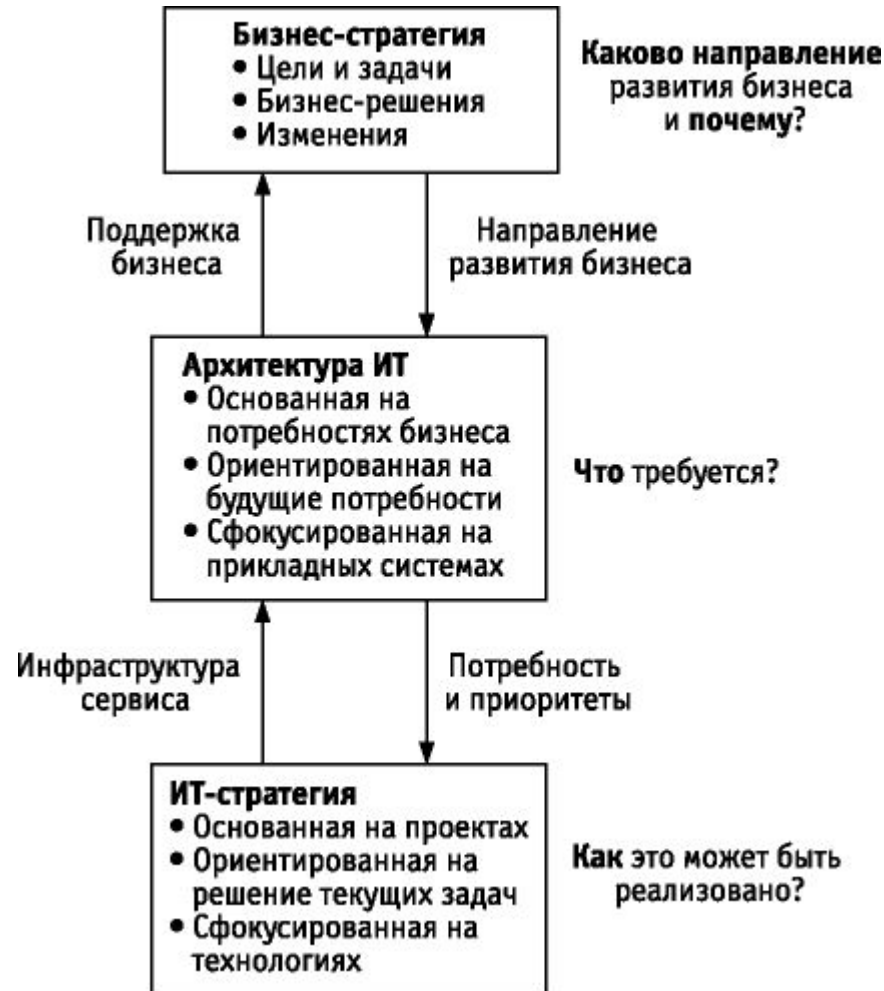 Бизнес-стратегия
• Цели и задачи
• Бизнес-решения
• Изменения
Каково направление
развития бизнеса
и почему?
Поддержка
бизнеса
Направление
развития бизнеса
Архитектура ИТ
• Основанная на
потребностях бизнеса
• Ориентированная на
будущие потребности
• Сфокусированная на
прикладных системах
Что требуется?
Инфраструктура
сервиса
Потребность
и приоритеты
ИТ-стратегия
• Основанная на проектах
• Ориентированная на
решение текущих задач
• Сфокусированная на
технологиях
Как это может быть
реализовано?